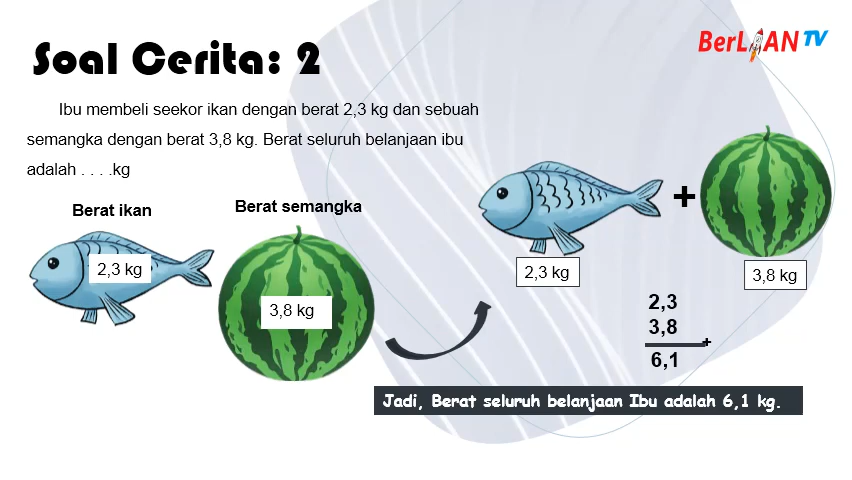 Soal Cerita: 2
BerLIAN TV
Ibu membeli seekor ikan dengan berat 2,3 kg dan sebuah
semangka dengan berat 3,8 kg. Berat seluruh belanjaan ibu
adalah . . . .kg
Berat ikan
Berat semangka
2,3 kg
3,8 kg
+
2,3 kg
3,8 kg
2,3
3,8
+
6,1
Jadi, Berat seluruh belanjaan Ibu adalah 6,1 kg.